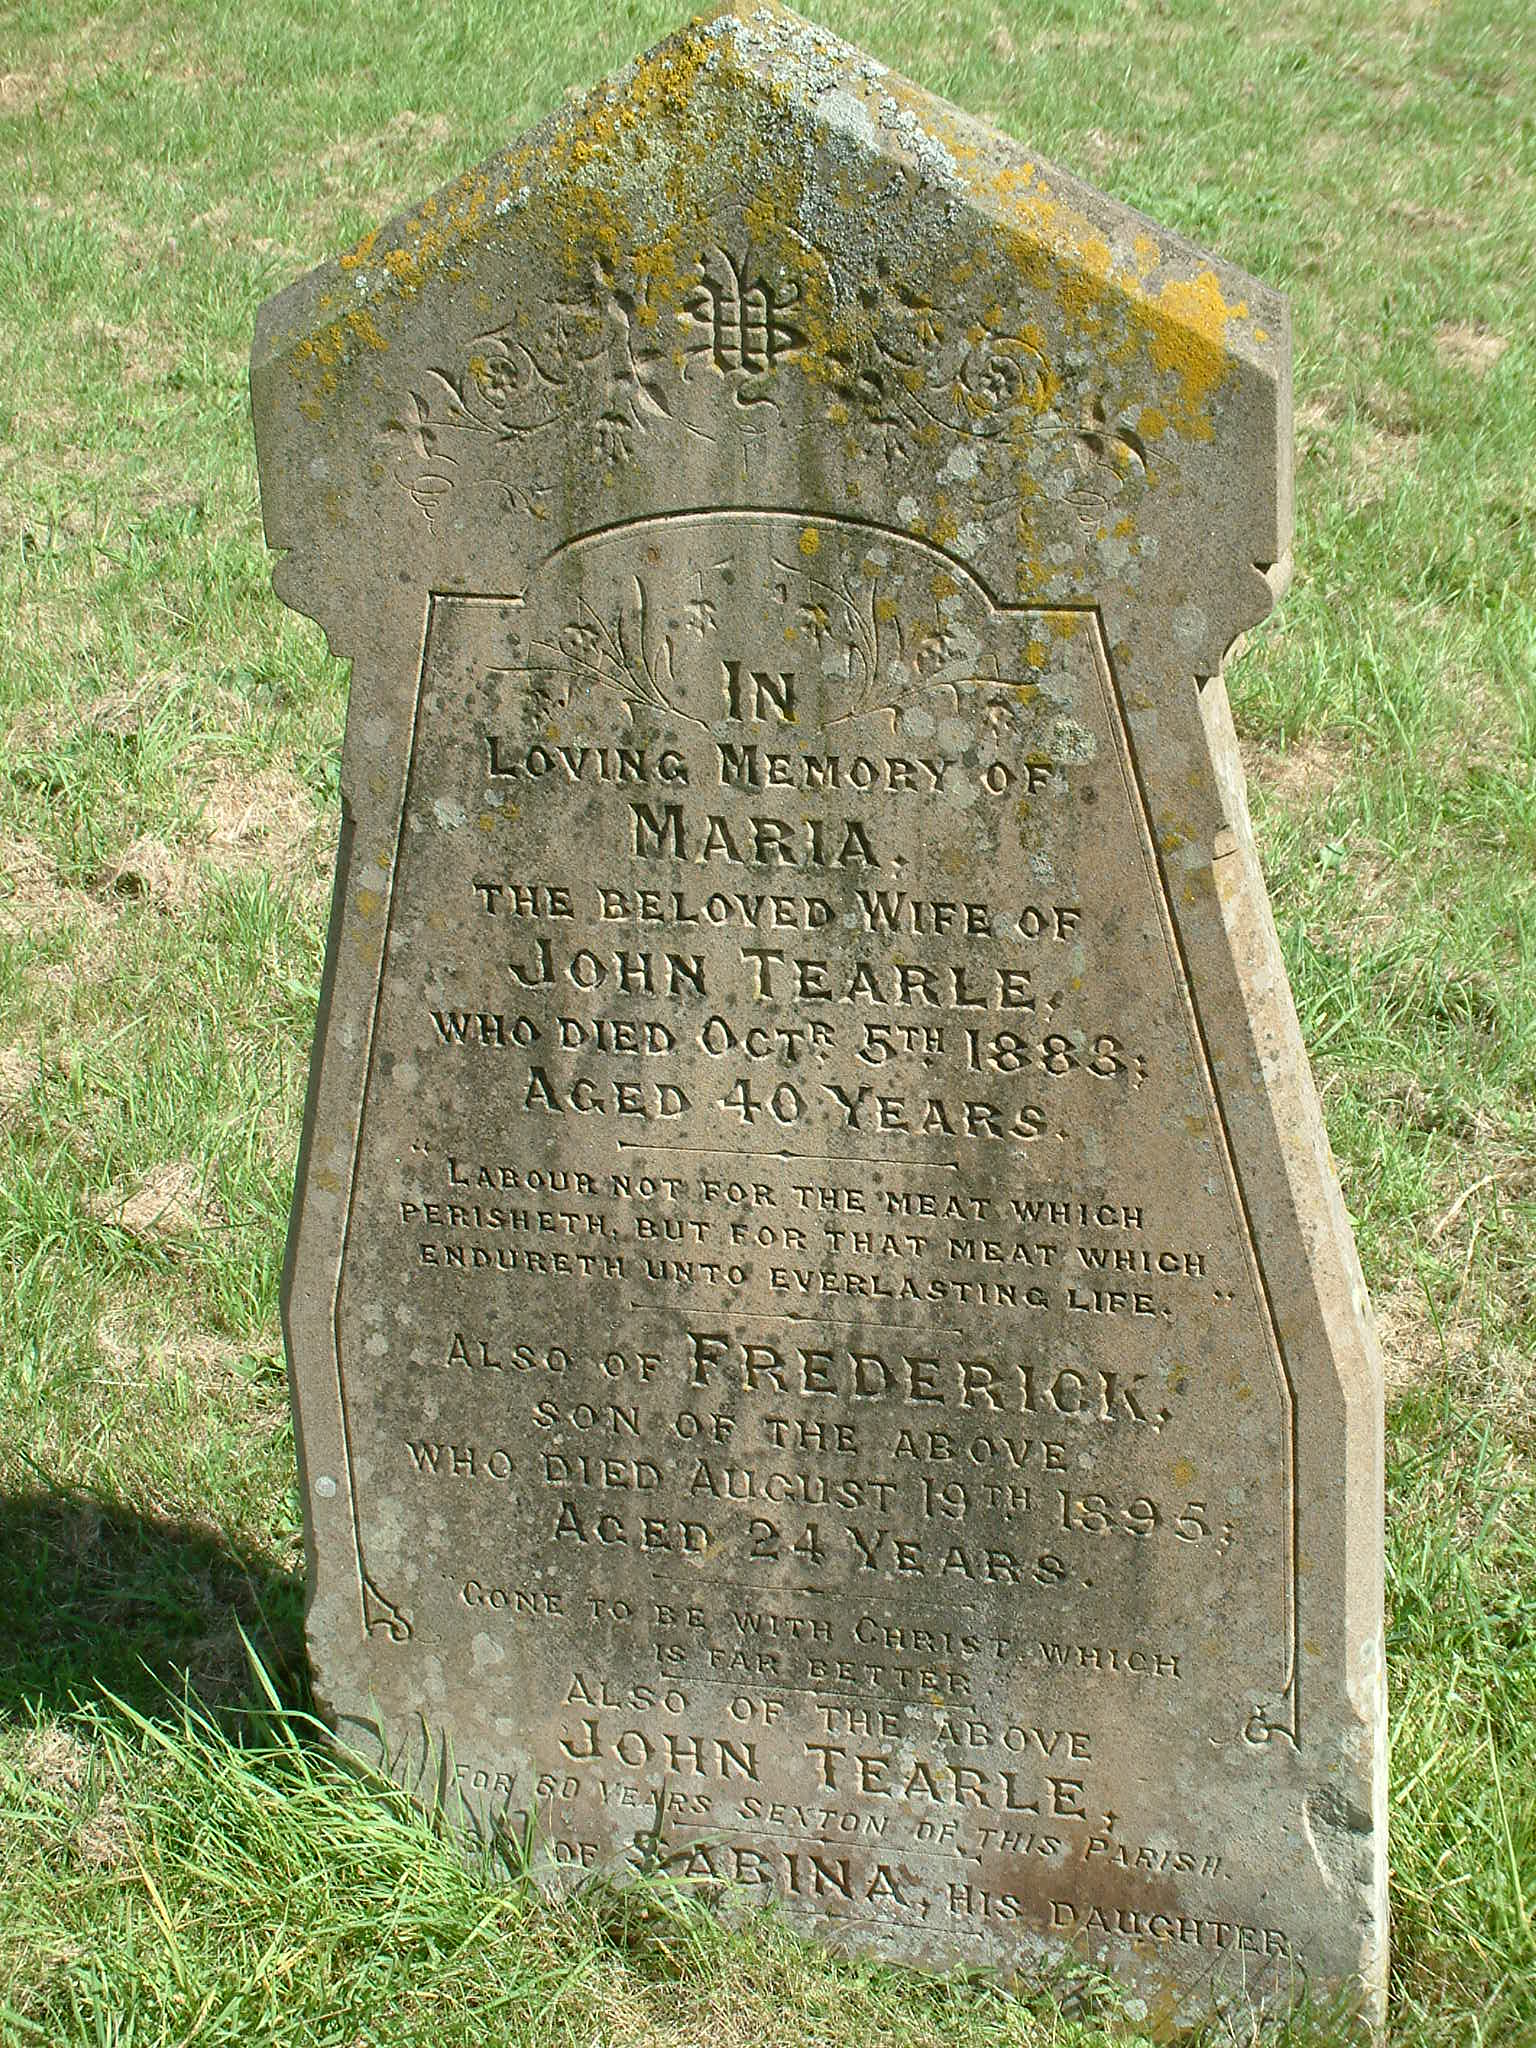 IHS
IN
LOVING MEMORY OF
MARIA.
THE BELOVED WIFE OF
JOHN TEARLE,
WHO DIED OCTR. 5TH 1883;
AGED 40 YEARS.
"LABOUR NOT FOR THE MEAT WHICH
PERISHETH, BUT FOR THAT MEAT WHICH
ENDURETH UNTO EVERLASTING LIFE."
ALSO OF FREDERICK,
SON OF THE ABOVE
WHO DIED AUGUST 19TH 1895;
AGED 24 YEARS.
"GONE TO BE WITH CHRIST, WHICH
IS FAR BETTER
ALSO OF THE ABOVE
JOHN TEARLE,
FOR 60 YEARS SEXTON OF THIS PARISH.
OF SABINA, HIS DAUGHTER.